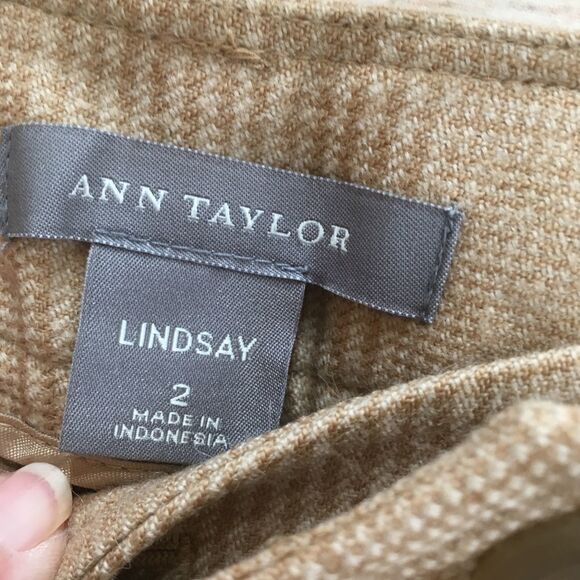 ANN TAYLOR
LINDSAY
2
MADE IN
INDONESIA